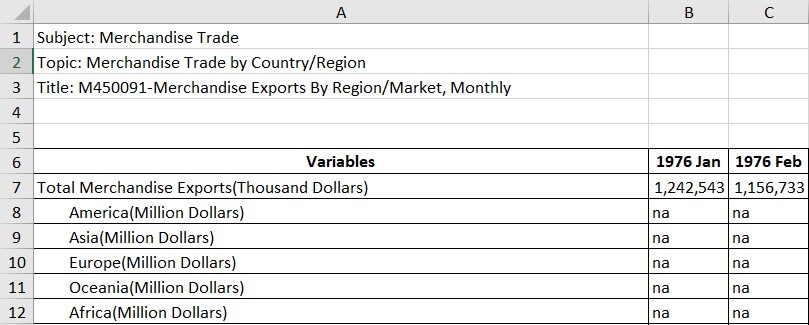 A B C
1 Subject: Merchandise Trade
2 Topic: Merchandise Trade by Country/Region
3 Title: M450091-Merchandise Exports By Region/Market, Monthly
4
5
6 Variables 1976 Jan 1976 Feb
7 Total Merchandise Exports(Thousand Dollars) 1,242,543 1,156,733
8 America(Million Dollars) na na
9 Asia(Million Dollars) na na
10 Europe(Million Dollars) na na
11 Oceania(Million Dollars) na na
12 Africa(Million Dollars) na na